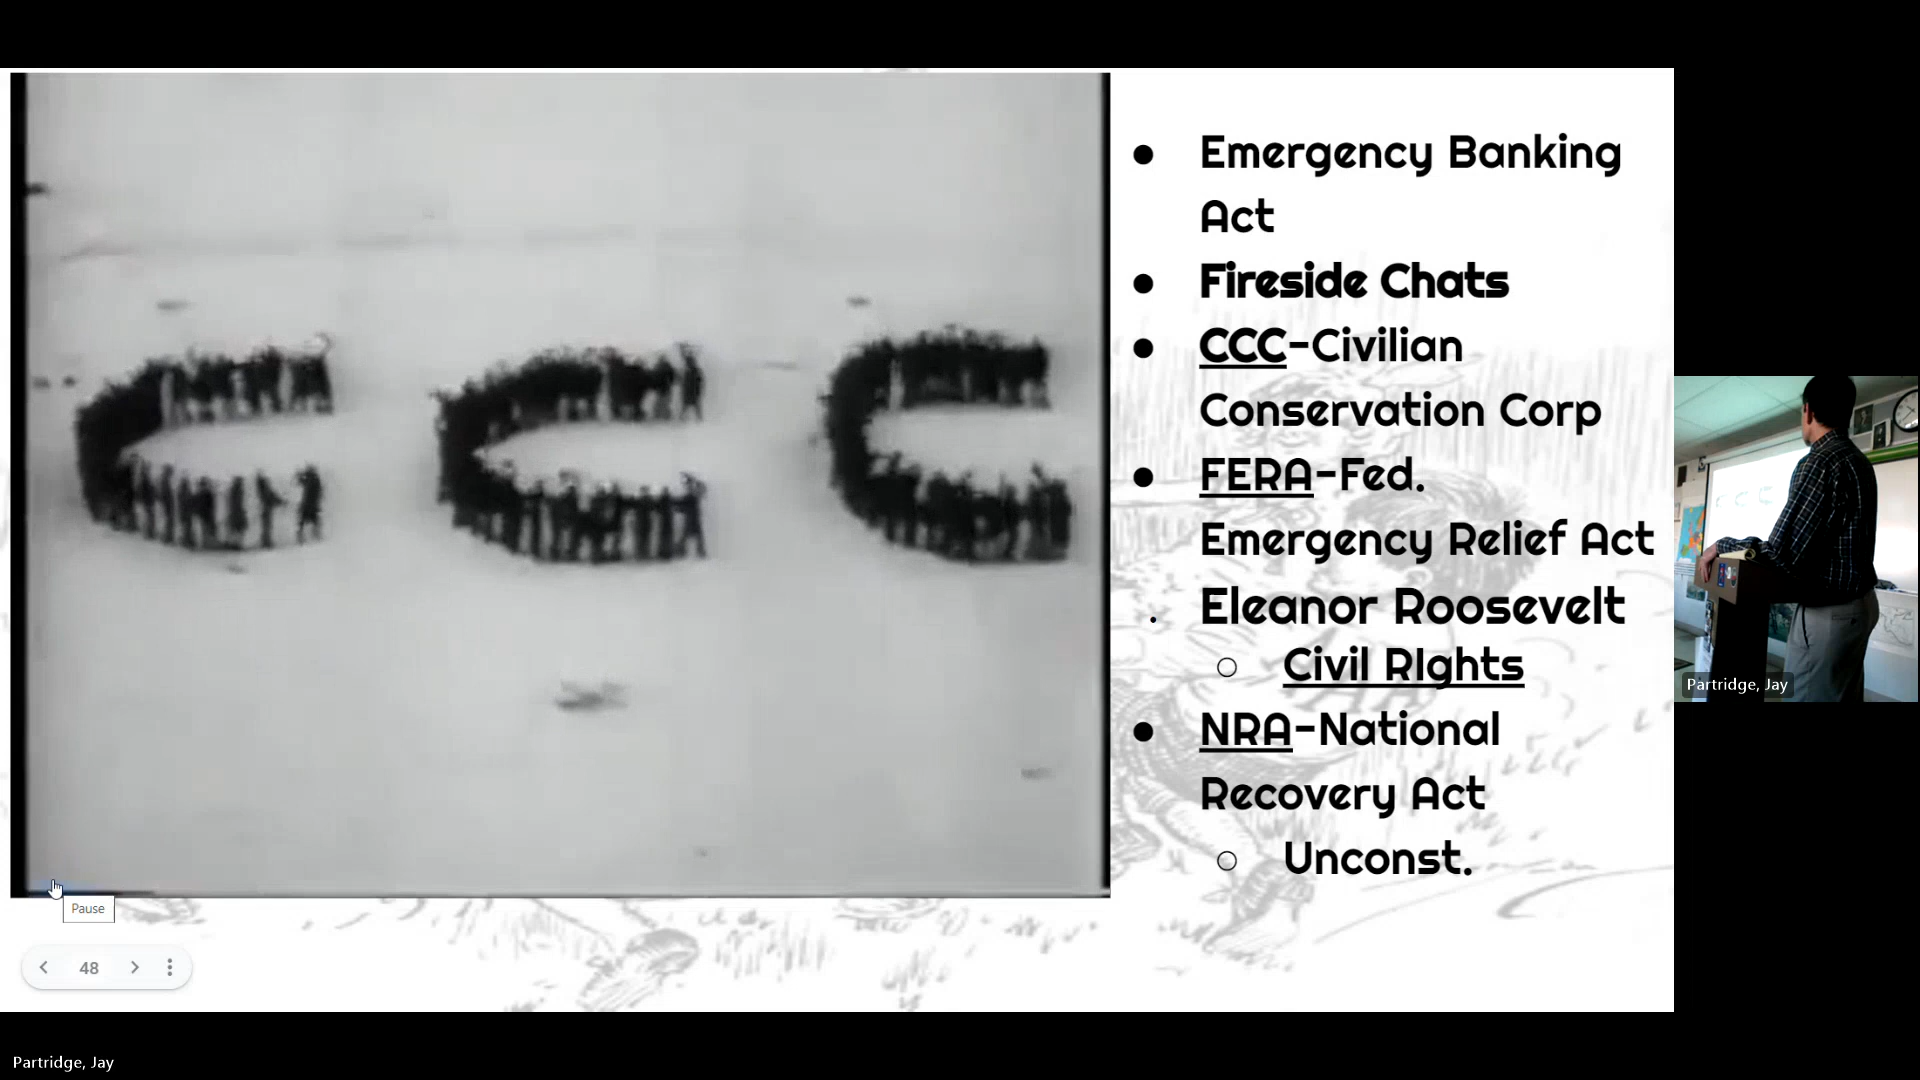 Emergency Banking
Act
Fireside Chats
CCC-Civilian
Conservation Corp
FERA-Fed.
Emergency Relief Act
Eleanor Roosevelt
Civil RIghts
NRA-National
Recovery Act
Unconst.
CCC
Pause
48
Partridge, Jay
Partridge, Jay